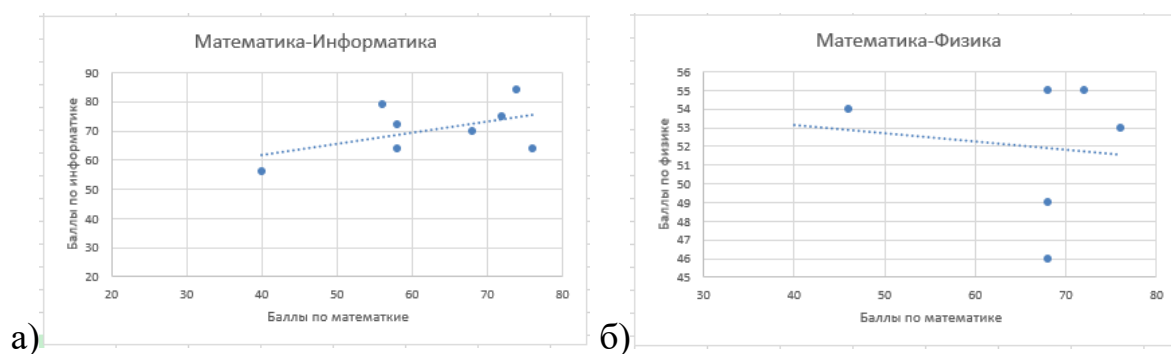 Математика-Информатика
Баллы по информатике
90
80
70
60
50
40
30
20
20 30 40 50 60 70 80
Баллы по математкие
а)
Математика-Физика
Баллы по физике
56
55
54
53
52
51
50
49
48
47
46
45
30 40 50 60 70 80
Баллы по математике
б)